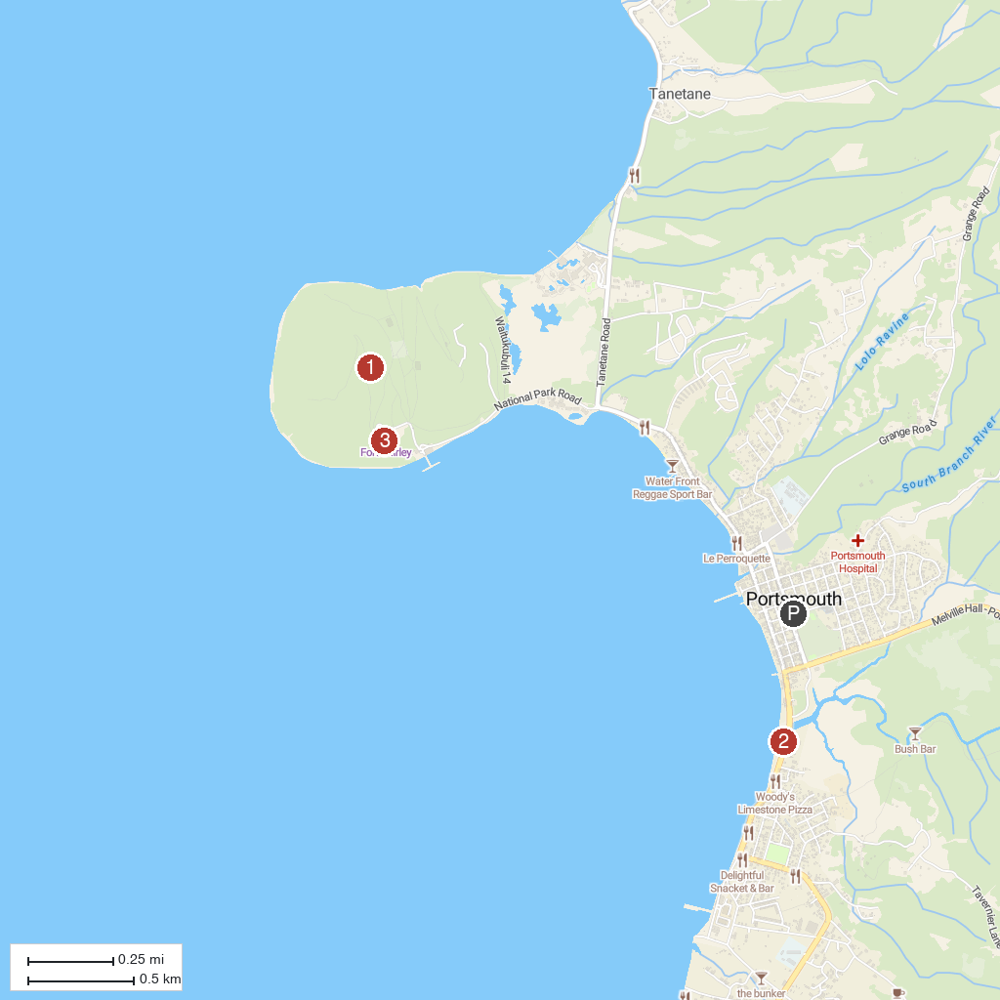 Tanetane
Grange Road
Lolo Ravine
Waitukubuli 14
Tanetane Road
1
National Park Road
Grange Road
South Branch River
3
Water Front
Reggae Sport Bar
Le Perroquette
Portsmouth
Hospital
Portsmouth
P
Melville Hall - Po
2
Bush Bar
Woody's
Limestone Pizza
Delightful
Snacket & Bar
Tavernier Lane
0.25 mi
0.5 km
the bunker